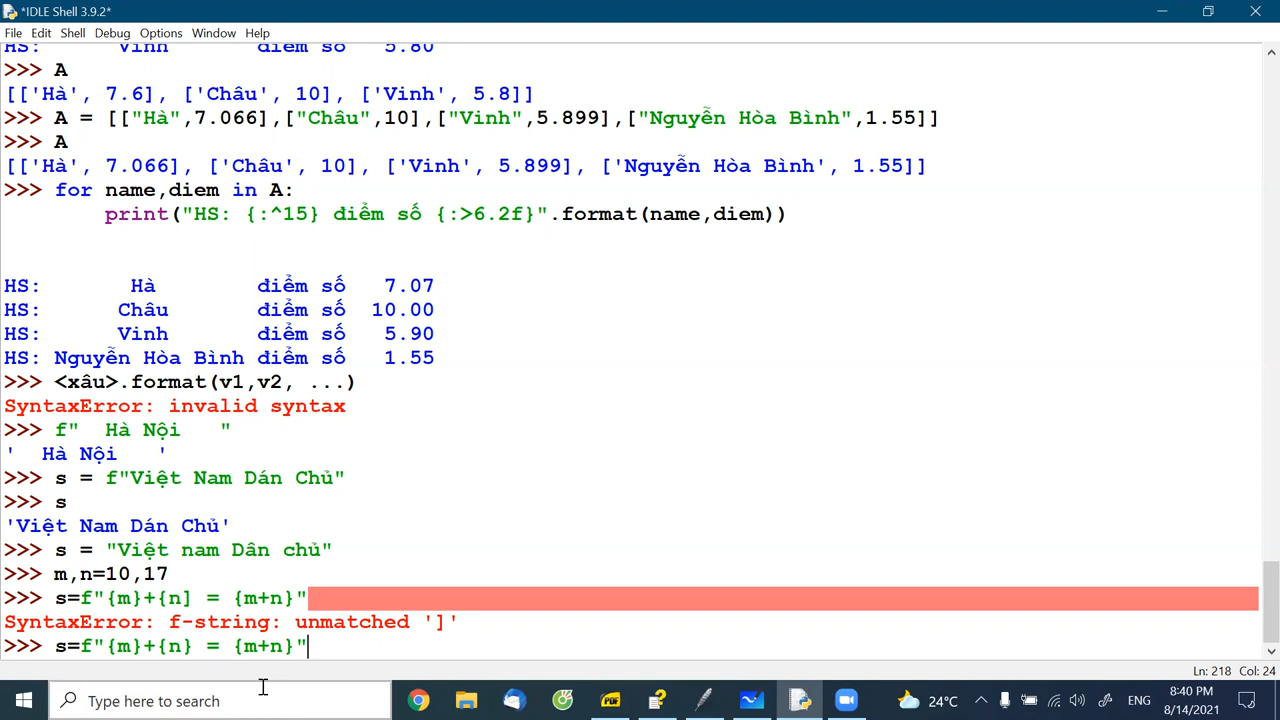 *IDLE Shell 3.9.2*
File Edit Shell Debug Options Window Help
HS: Vinh điểm số 5.80
>>> A
[['Hà', 7.6], ['Châu', 10], ['Vinh', 5.8]]
>>> A = [["Hà",7.066],["Châu",10],["Vinh",5.899],["Nguyễn Hòa Bình",1.55]]
>>> A
[['Hà', 7.066], ['Châu', 10], ['Vinh', 5.899], ['Nguyễn Hòa Bình', 1.55]]
>>> for name,diem in A:
print("HS: {:^15} điểm số {:>6.2f}".format(name,diem))
HS: Hà điểm số 7.07
HS: Châu điểm số 10.00
HS: Vinh điểm số 5.90
HS: Nguyễn Hòa Bình điểm số 1.55
>>> <xâu>.format(v1,v2, ...)
SyntaxError: invalid syntax
>>> f"  Hà Nội   "
'  Hà Nội   '
>>> s = f"Việt Nam Dán Chủ"
>>> s
'Việt Nam Dán Chủ'
>>> s = "Việt nam Dân chủ"
>>> m,n=10,17
>>> s=f"{m}+{n] = {m+n}"
SyntaxError: f-string: unmatched ']'
>>> s=f"{m}+{n} = {m+n}"
Ln: 218 Col: 24
Type here to search
24°C
ENG
8:40 PM
8/14/2021